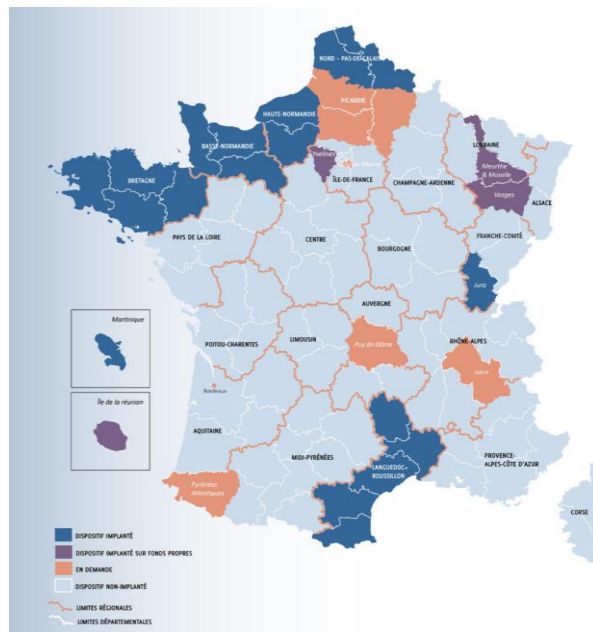 NORD - PAS-DE-CALAIS
PICARDIE
HAUTE-NORMANDIE
BASSE-NORMANDIE
LORRAINE
Yvelines
ÎLE-DE-FRANCE
Meurthe
& Moselle
BRETAGNE
CHAMPAGNE-ARDENNE
Vosges
ALSACE
PAYS DE LA LOIRE
CENTRE
BOURGOGNE
FRANCHE-COMTÉ
Jura
AUVERGNE
Martinique
POITOU-CHARENTES
LIMOUSIN
Puy de Dôme
RHÔNE-ALPES
Isère
Bordeaux
Île de la réunion
AQUITAINE
MIDI-PYRÉNÉES
LANGUEDOC-
ROUSSILLON
PROVENCE-
ALPES-CÔTE D'AZUR
Pyrénées
Atlantiques
CORSE
DISPOSITIF IMPLANTÉ
DISPOSITIF IMPLANTÉ SUR FONDS PROPRES
EN DEMANDE
DISPOSITIF NON-IMPLANTÉ
LIMITES RÉGIONALES
LIMITES DÉPARTEMENTALES